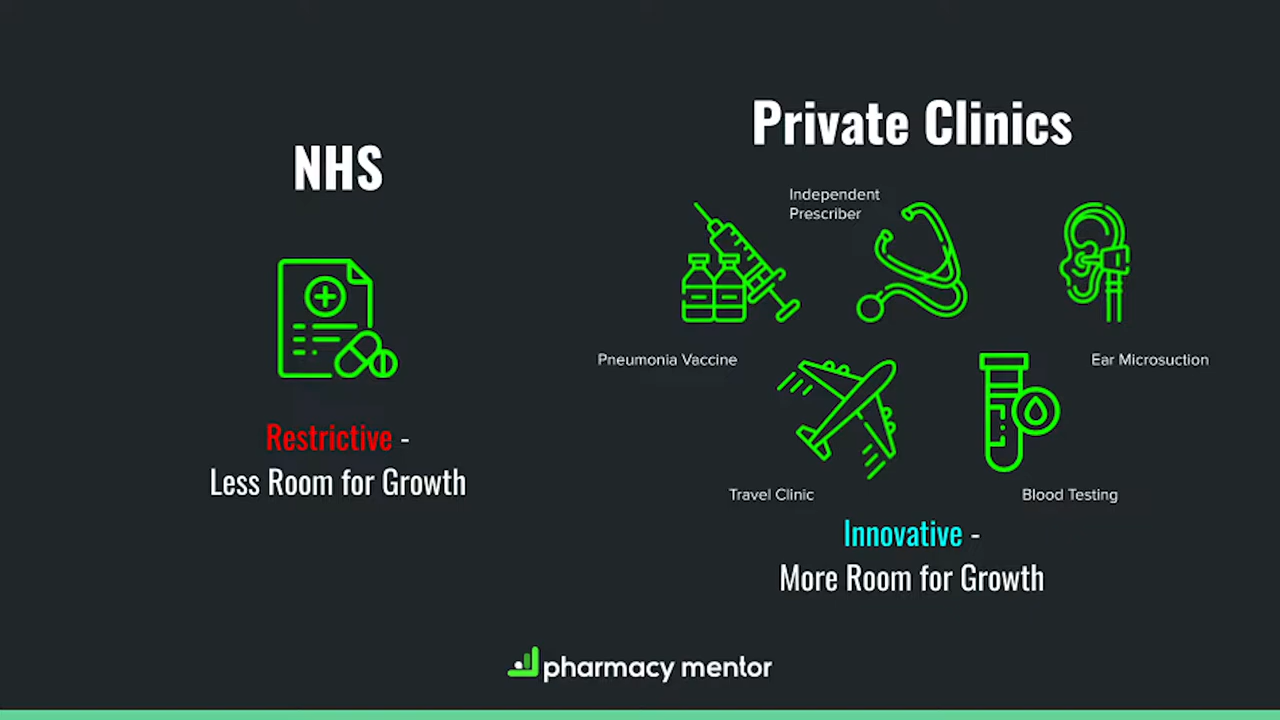 NHS
Restrictive -
Less Room for Growth
Private Clinics
Independent
Prescriber
Pneumonia Vaccine
Ear Microsuction
Travel Clinic
Blood Testing
Innovative -
More Room for Growth
pharmacy mentor